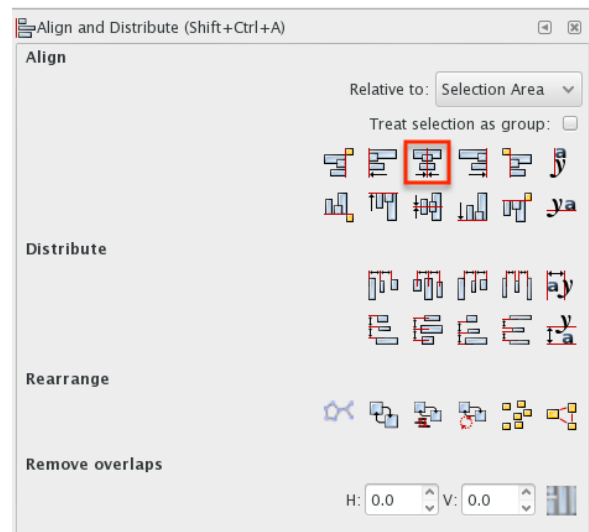 Align and Distribute (Shift+Ctrl+A)
Align
Relative to: Selection Area
Treat selection as group:
a y
ya
Distribute
a y
y a
Rearrange
Remove overlaps
H: 0.0 V: 0.0